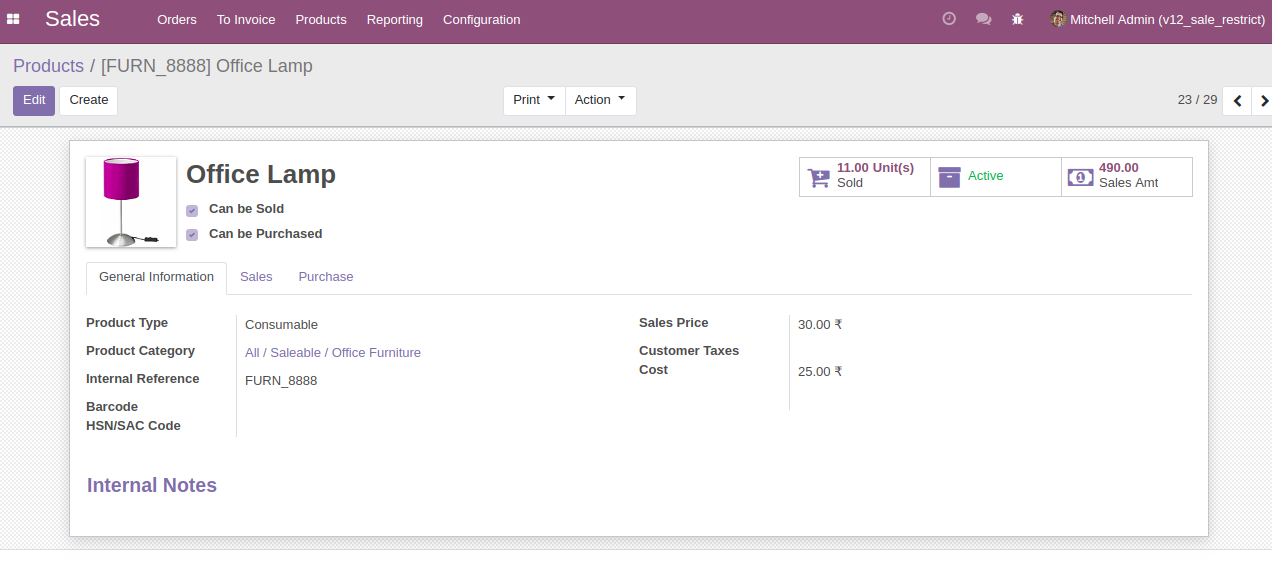 Sales Orders To Invoice Products Reporting Configuration Mitchell Admin (v12_sale_restrict)
Products / [FURN_8888] Office Lamp
Edit Create Print Action 23 / 29
Office Lamp
Can be Sold
Can be Purchased
11.00 Unit(s)
Sold
Active
490.00
Sales Amt
General Information Sales Purchase
Product Type Consumable
Product Category All / Saleable / Office Furniture
Internal Reference FURN_8888
Barcode
HSN/SAC Code
Sales Price 30.00 ₹
Customer Taxes
Cost 25.00 ₹
Internal Notes